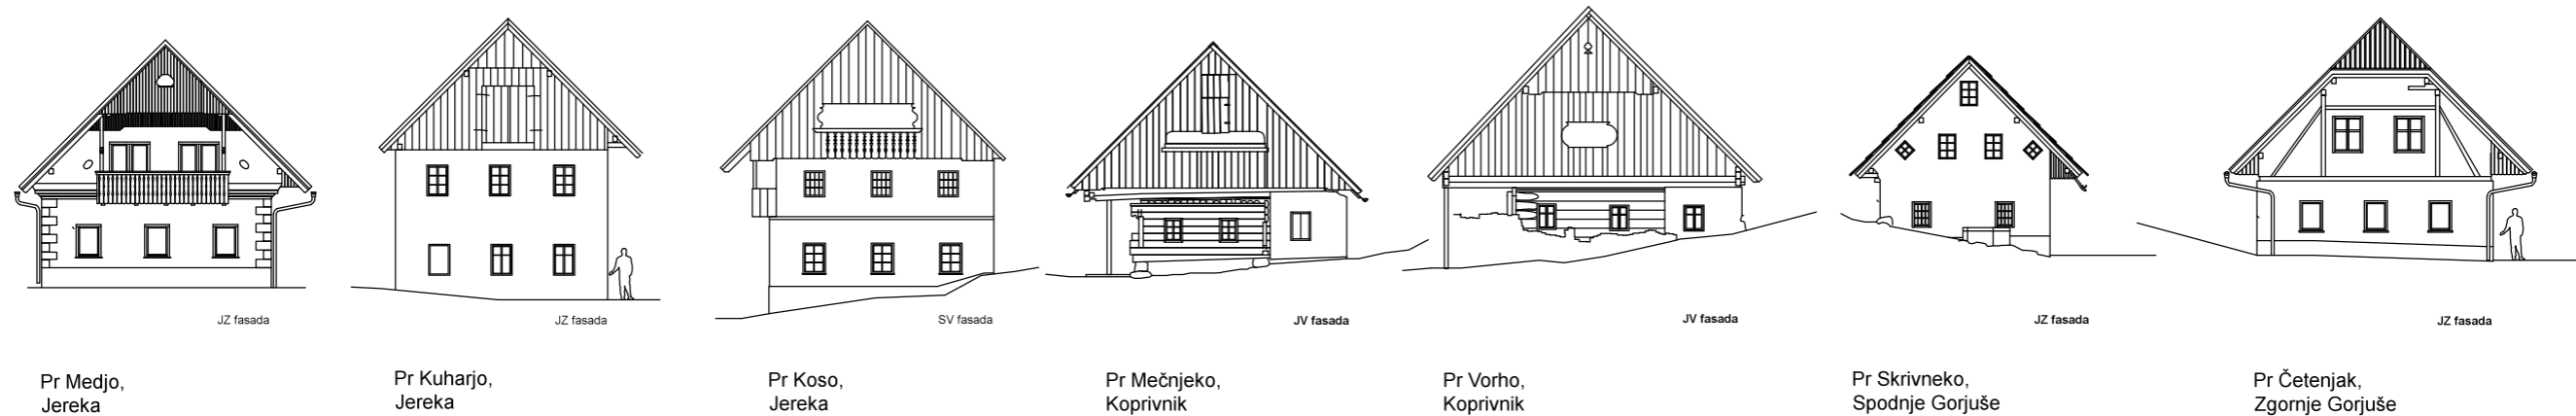 JZ fasada
JZ fasada
SV fasada
JV fasada
JV fasada
JZ fasada
JZ fasada
Pr Medjo,
Jereka
Pr Kuharjo,
Jereka
Pr Koso,
Jereka
Pr Mečnjeko,
Koprivnik
Pr Vorho,
Koprivnik
Pr Skrivneko,
Spodnje Gorjuše
Pr Četenjak,
Zgornje Gorjuše